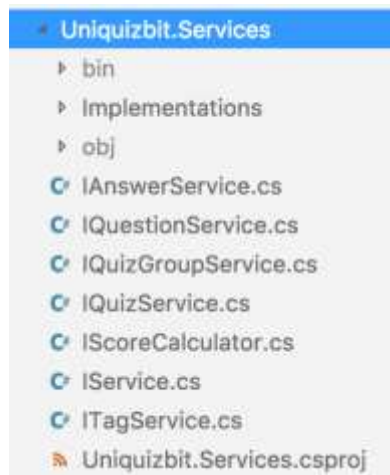 Uniquizbit.Services
bin
Implementations
obj
C# IAnswerService.cs
C# IQuestionService.cs
C# IQuizGroupService.cs
C# IQuizService.cs
C# IScoreCalculator.cs
C# IService.cs
C# ITagService.cs
Uniquizbit.Services.csproj